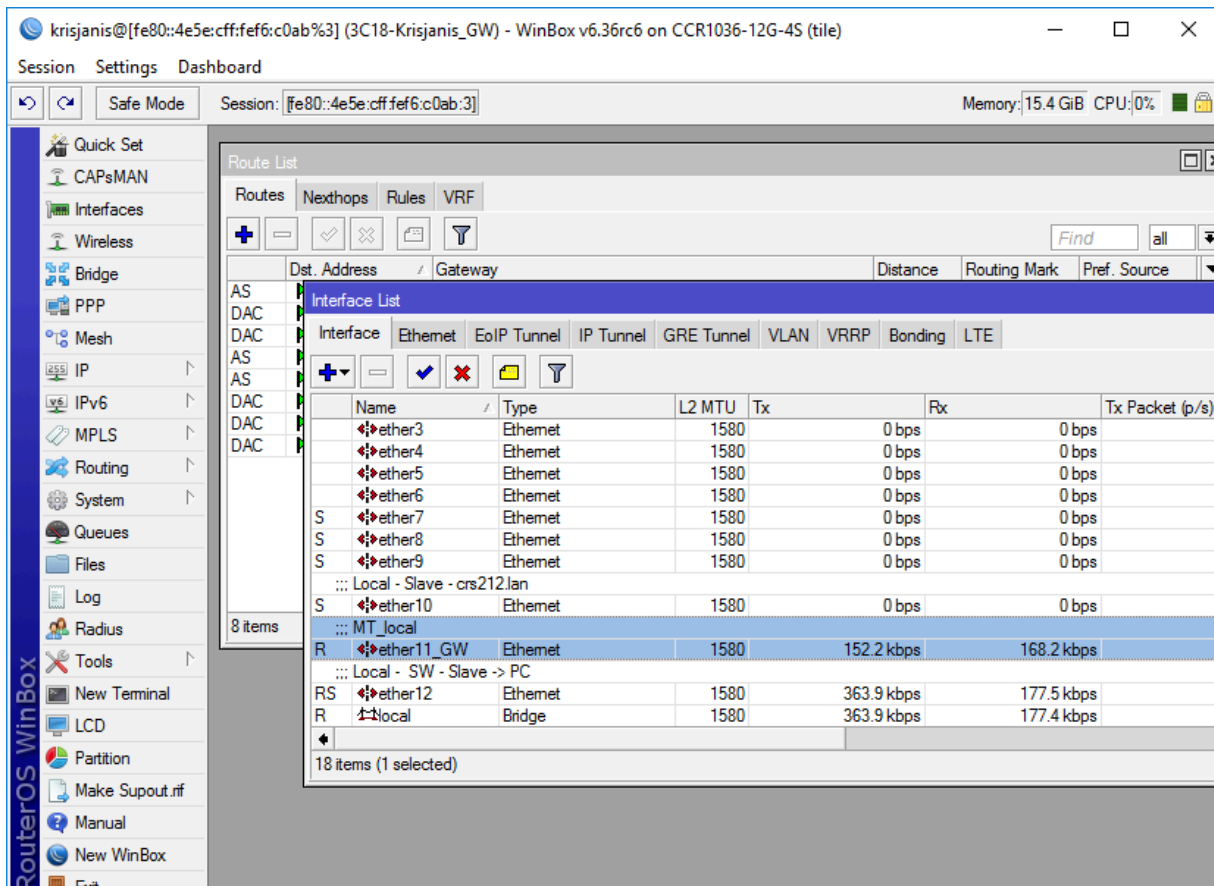 krisjanis@[fe80::4e5e:cff:fef6:c0ab%3] (3C18-Krisjanis_GW) - WinBox v6.36rc6 on CCR1036-12G-4S (tile)
Session Settings Dashboard
Safe Mode Session: [fe80::4e5e:cff:fef6:c0ab:3] Memory: 15.4 GiB CPU: 0%
RouterOS WinBox
Quick Set
CAPsMAN
Interfaces
Wireless
Bridge
PPP
Mesh
IP
IPv6
MPLS
Routing
System
Queues
Files
Log
Radius
Tools
New Terminal
LCD
Partition
Make Supout.rif
Manual
New WinBox
Exit
Route List
Routes Nexthops Rules VRF
Find all
Dst. Address Gateway Distance Routing Mark Pref. Source
AS
DAC
DAC
AS
AS
DAC
DAC
DAC
8 items
Interface List
Interface Ethernet EoIP Tunnel IP Tunnel GRE Tunnel VLAN VRRP Bonding LTE
Name Type L2 MTU Tx Rx Tx Packet (p/s)
ether3 Ethernet 1580 0 bps 0 bps
ether4 Ethernet 1580 0 bps 0 bps
ether5 Ethernet 1580 0 bps 0 bps
ether6 Ethernet 1580 0 bps 0 bps
S ether7 Ethernet 1580 0 bps 0 bps
S ether8 Ethernet 1580 0 bps 0 bps
S ether9 Ethernet 1580 0 bps 0 bps
;;; Local - Slave - crs212.lan
S ether10 Ethernet 1580 0 bps 0 bps
;;; MT_local
R ether11_GW Ethernet 1580 152.2 kbps 168.2 kbps
;;; Local - SW - Slave -> PC
RS ether12 Ethernet 1580 363.9 kbps 177.5 kbps
R local Bridge 1580 363.9 kbps 177.4 kbps
18 items (1 selected)